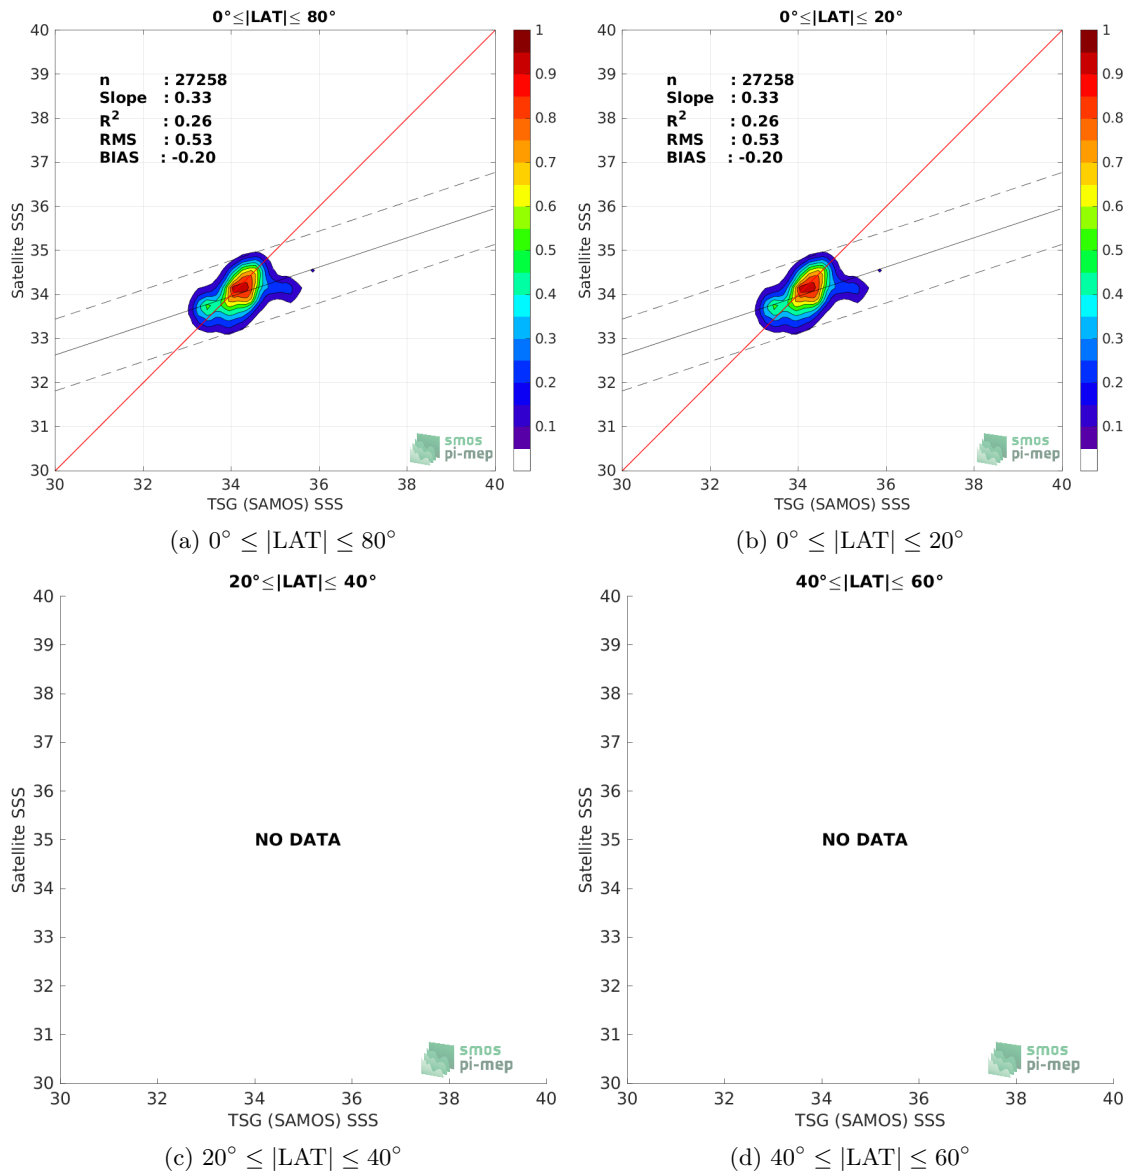 0°≤|LAT|≤ 80°
40
39
38
37
36
35
34
33
32
31
30
Satellite SSS
n : 27258
Slope : 0.33
R² : 0.26
RMS : 0.53
BIAS : -0.20
smos
pi-mep
30 32 34 36 38 40
TSG (SAMOS) SSS
1
0.9
0.8
0.7
0.6
0.5
0.4
0.3
0.2
0.1
(a) 0° ≤ |LAT| ≤ 80°
0°≤|LAT|≤ 20°
40
39
38
37
36
35
34
33
32
31
30
Satellite SSS
n : 27258
Slope : 0.33
R² : 0.26
RMS : 0.53
BIAS : -0.20
smos
pi-mep
30 32 34 36 38 40
TSG (SAMOS) SSS
1
0.9
0.8
0.7
0.6
0.5
0.4
0.3
0.2
0.1
(b) 0° ≤ |LAT| ≤ 20°
20°≤|LAT|≤ 40°
40
39
38
37
36
35
34
33
32
31
30
Satellite SSS
NO DATA
smos
pi-mep
30 32 34 36 38 40
TSG (SAMOS) SSS
(c) 20° ≤ |LAT| ≤ 40°
40°≤|LAT|≤ 60°
40
39
38
37
36
35
34
33
32
31
30
Satellite SSS
NO DATA
smos
pi-mep
30 32 34 36 38 40
TSG (SAMOS) SSS
(d) 40° ≤ |LAT| ≤ 60°